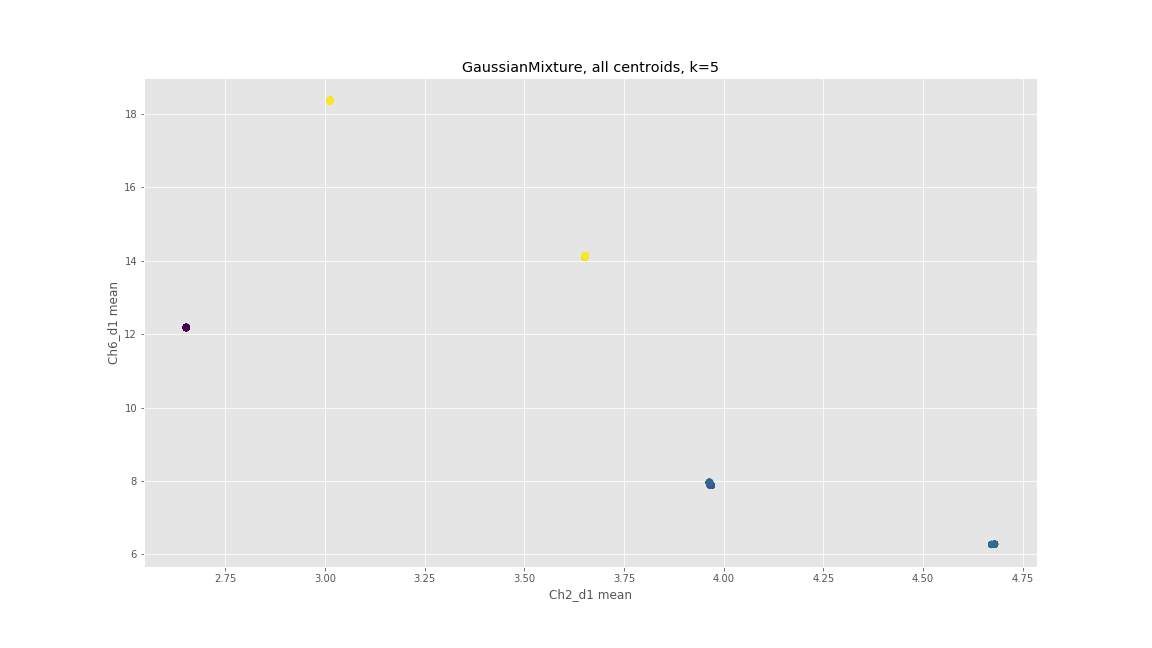 GaussianMixture, all centroids, k=5
18
16
14
12
10
8
6
Ch6_d1 mean
2.75 3.00 3.25 3.50 3.75 4.00 4.25 4.50 4.75
Ch2_d1 mean